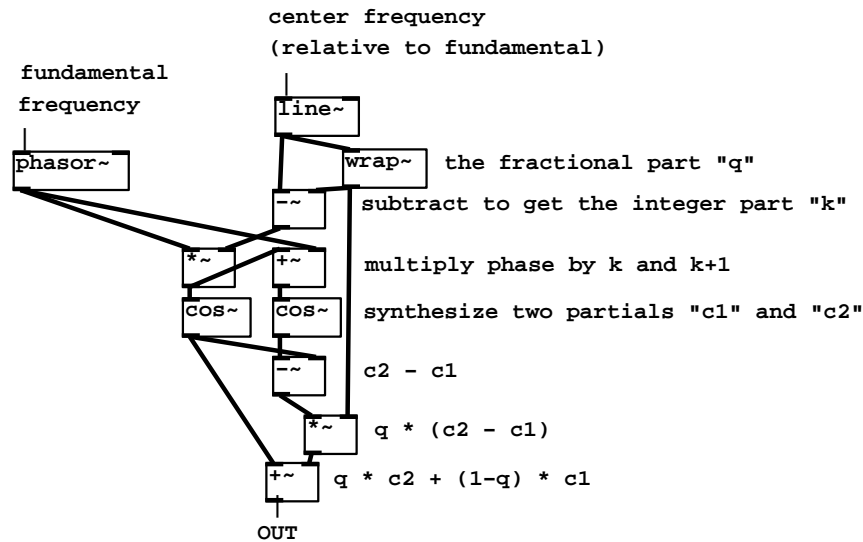 center frequency
(relative to fundamental)
fundamental
frequency
line~
phasor~
wrap~
the fractional part "q"
-~
subtract to get the integer part "k"
*~
+~
multiply phase by k and k+1
cos~
cos~
synthesize two partials "c1" and "c2"
-~
c2 - c1
*~
q * (c2 - c1)
+~
q * c2 + (1-q) * c1
OUT